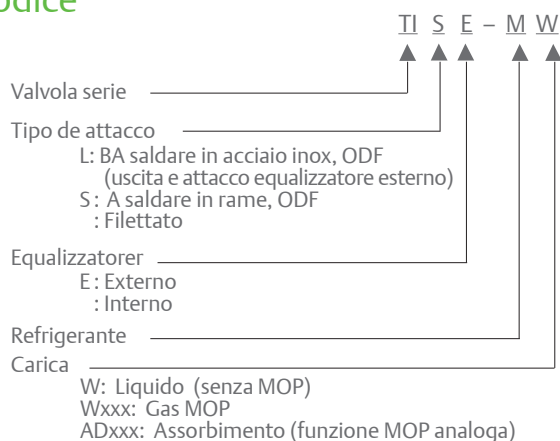 TI S E – M W
Valvola serie
Tipo de attacco
L: BA saldare in acciaio inox, ODF
(uscita e attacco equalizzatore esterno)
S: A saldare in rame, ODF
: Filettato
Equalizzatorer
E: Externo
: Interno
Refrigerante
Carica
W: Liquido (senza MOP)
Wxxx: Gas MOP
ADxxx: Assorbimento (funzione MOP analoga)